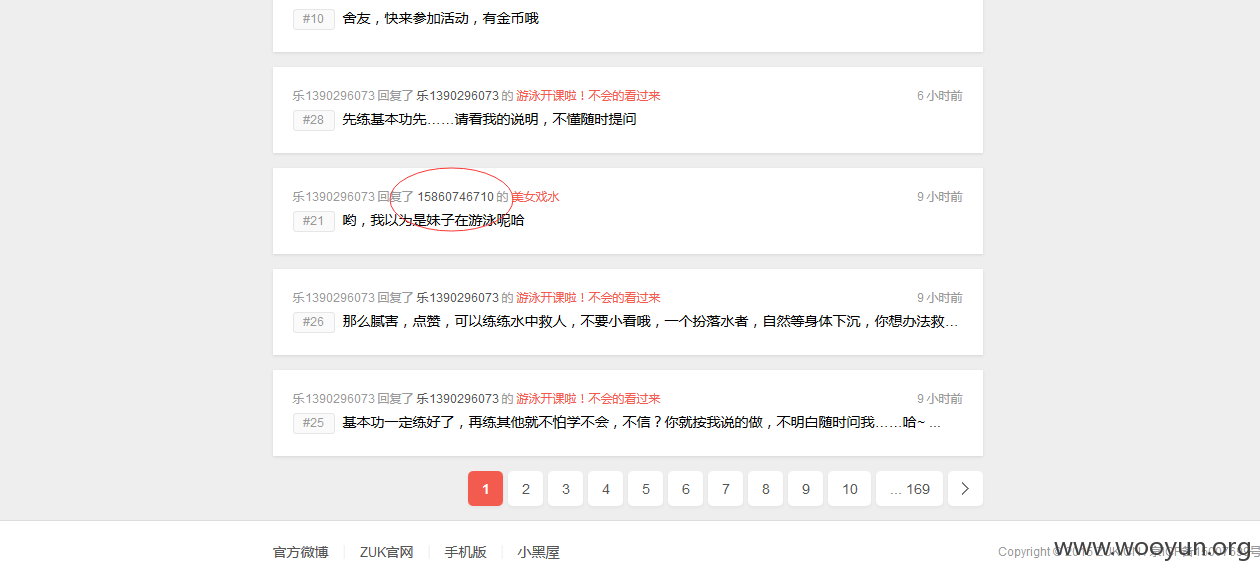 #10 舍友，快来参加活动，有金币哦
乐1390296073 回复了 乐1390296073 的 游泳开课啦！不会的看过来 6 小时前
#28 先练基本功先……请看我的说明，不懂随时提问
乐1390296073 回复了 15860746710 的 美女戏水 9 小时前
#21 哟，我以为是妹子在游泳呢哈
乐1390296073 回复了 乐1390296073 的 游泳开课啦！不会的看过来 9 小时前
#26 那么腻害，点赞，可以练练水中救人，不要小看哦，一个扮落水者，自然等身体下沉，你想办法救...
乐1390296073 回复了 乐1390296073 的 游泳开课啦！不会的看过来 9 小时前
#25 基本功一定练好了，再练其他就不怕学不会，不信？你就按我说的做，不明白随时问我……哈~ ...
1 2 3 4 5 6 7 8 9 10 ... 169
官方微博 ZUK官网 手机版 小黑屋
Copyright ©
www.wooyun.org